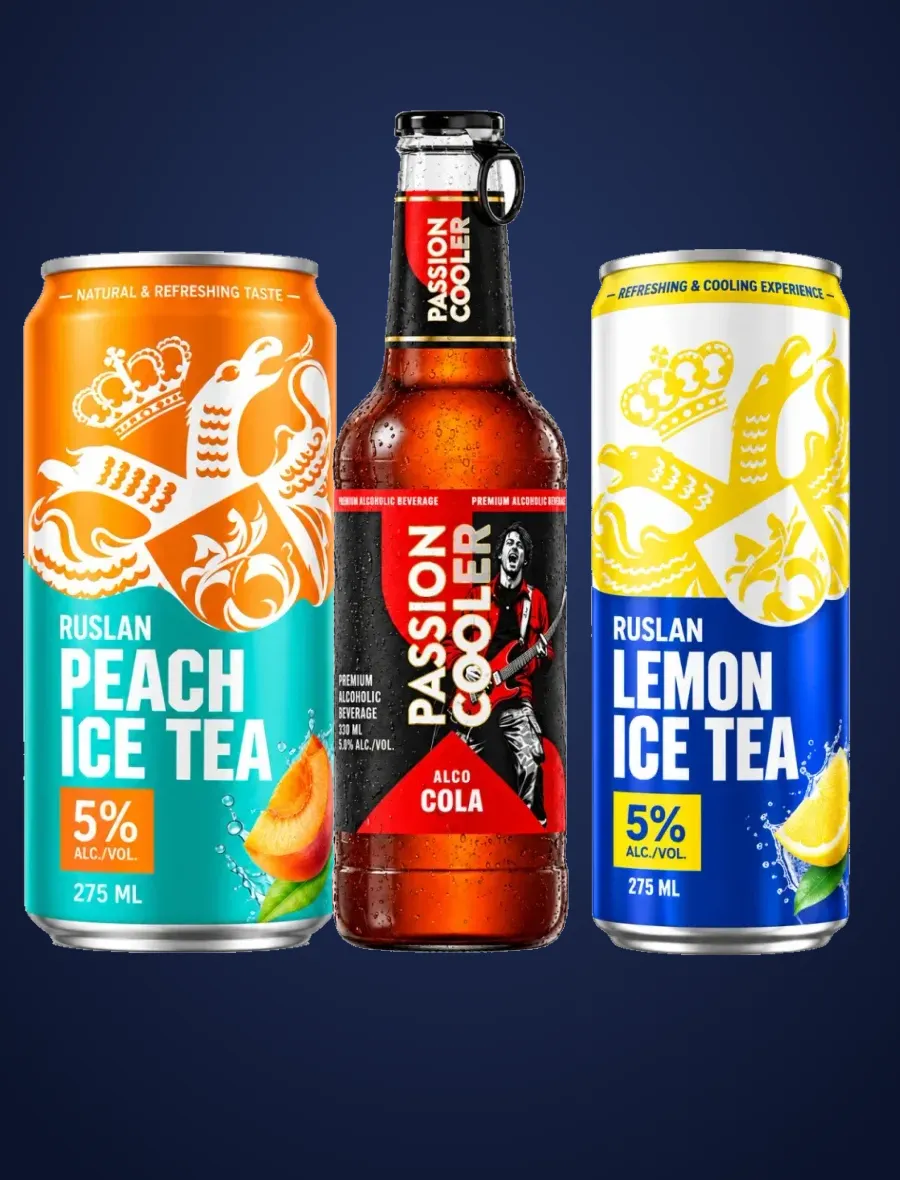 — NATURAL & REFRESHING TASTE —
RUSLAN
PEACH
ICE TEA
5%
ALC./VOL.
275 ML
PASSION
COOLER
PREMIUM ALCOHOLIC BEVERAGE PREMIUM ALCOHOLIC BEVERAGE
PASSION
COOLER
PREMIUM
ALCOHOLIC
BEVERAGE
330 ML
5.0% ALC./VOL.
ALCO
COLA
— REFRESHING & COOLING EXPERIENCE —
RUSLAN
LEMON
ICE TEA
5%
ALC./VOL.
275 ML